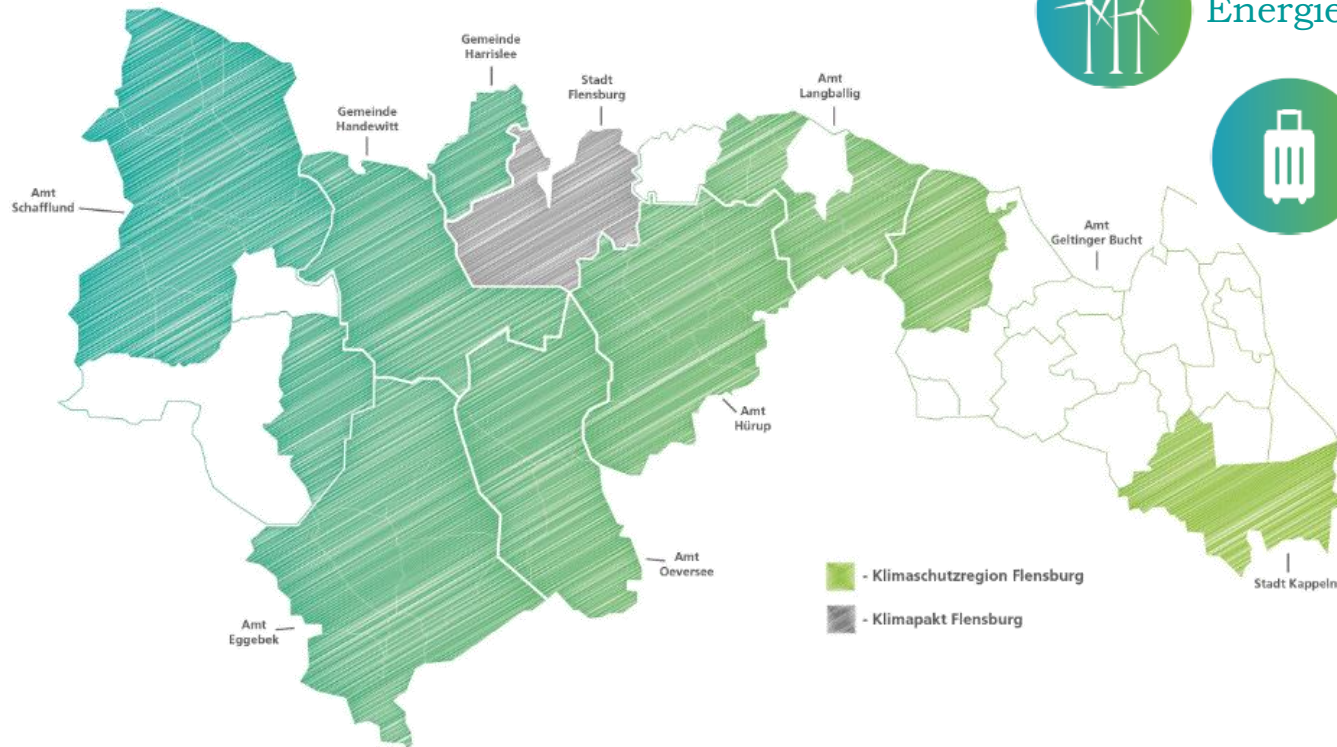 Energie
Gemeinde
Harrislee
Stadt
Flensburg
Amt
Langballig
Gemeinde
Handewitt
Amt
Schafflund
Amt
Geltinger Bucht
Amt
Hürup
Amt
Oeversee
- Klimaschutzregion Flensburg
Stadt Kappeln
- Klimapakt Flensburg
Amt
Eggebek